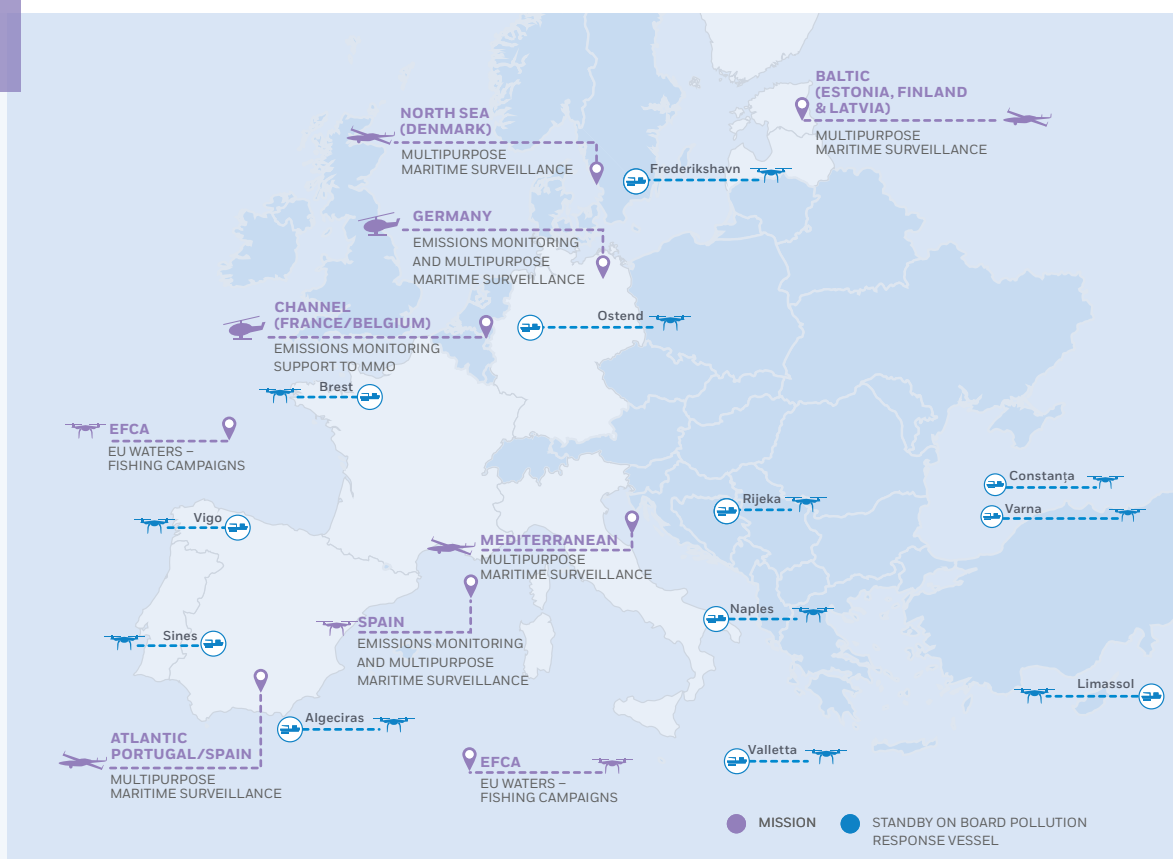 BALTIC
(ESTONIA, FINLAND
& LATVIA)
MULTIPURPOSE
MARITIME SURVEILLANCE
NORTH SEA
(DENMARK)
MULTIPURPOSE
MARITIME SURVEILLANCE
Frederikshavn
GERMANY
EMISSIONS MONITORING
AND MULTIPURPOSE
MARITIME SURVEILLANCE
CHANNEL
(FRANCE/BELGIUM)
EMISSIONS MONITORING
SUPPORT TO MMO
Ostend
Brest
EFCA
EU WATERS –
FISHING CAMPAIGNS
Constanța
Varna
Rijeka
Vigo
MEDITERRANEAN
MULTIPURPOSE
MARITIME SURVEILLANCE
Naples
SPAIN
EMISSIONS MONITORING
AND MULTIPURPOSE
MARITIME SURVEILLANCE
Sines
Limassol
Algeciras
ATLANTIC
PORTUGAL/SPAIN
MULTIPURPOSE
MARITIME SURVEILLANCE
EFCA
EU WATERS –
FISHING CAMPAIGNS
Valletta
MISSION
STANDBY ON BOARD POLLUTION
RESPONSE VESSEL